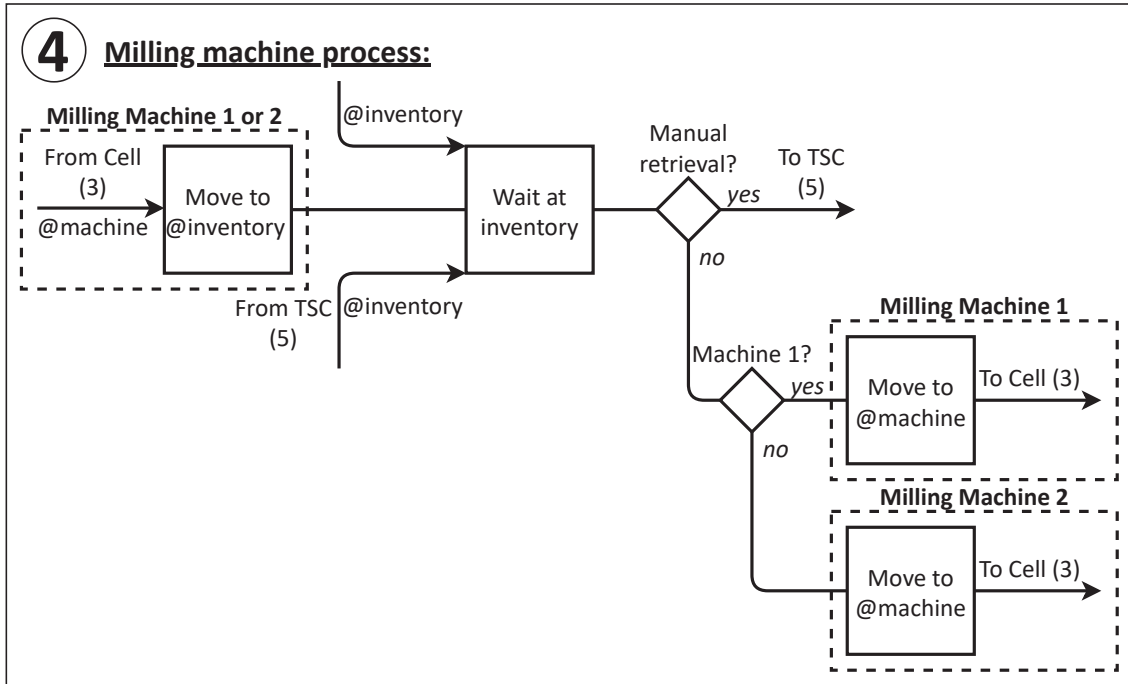 4
Milling machine process:
Milling Machine 1 or 2
From Cell
(3)
@machine
Move to
@inventory
@inventory
From TSC
(5)
@inventory
Wait at
inventory
Manual
retrieval?
yes
To TSC
(5)
no
Machine 1?
yes
no
Milling Machine 1
Move to
@machine
To Cell (3)
Milling Machine 2
Move to
@machine
To Cell (3)